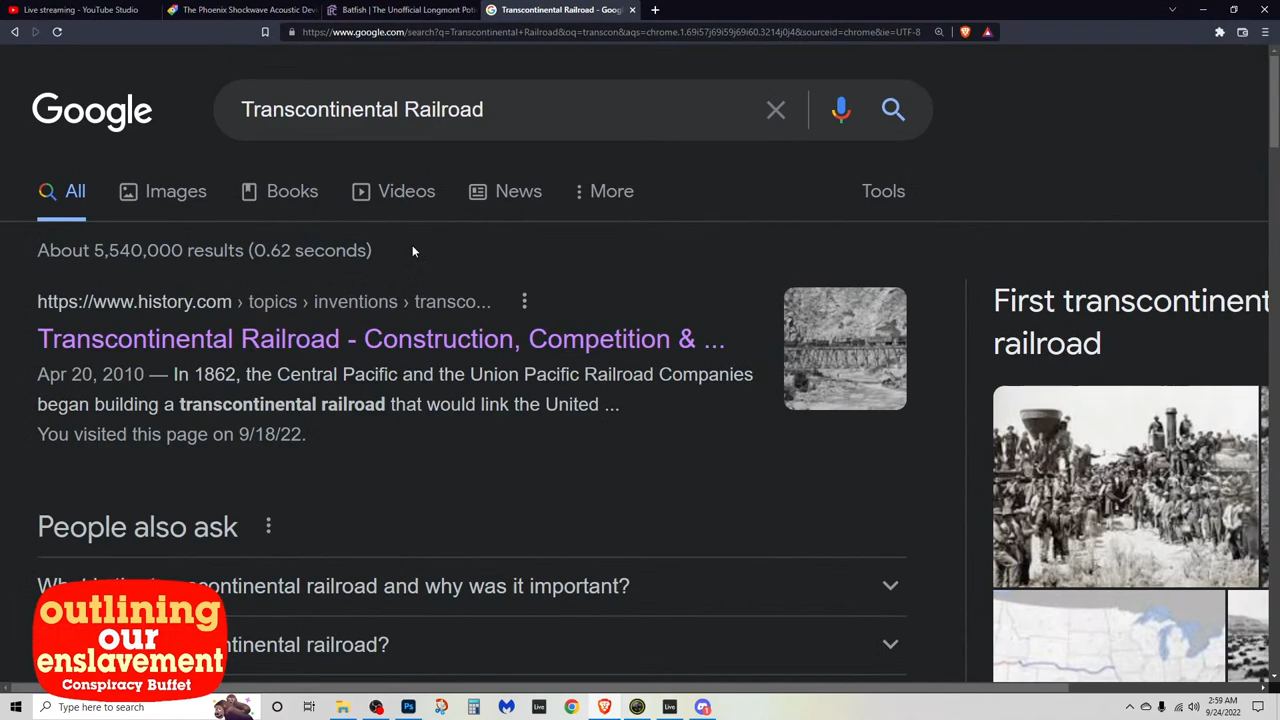 Live streaming - YouTube Studio
The Phoenix Shockwave Acoustic Dev
Batfish | The Unofficial Longmont Pota
Transcontinental Railroad - Goog
https://www.google.com/search?q=Transcontinental+Railroad&oq=transcon&aqs=chrome.1.69i57j69i59j69i60.3214j0j4&sourceid=chrome&ie=UTF-8
Google
Transcontinental Railroad
All
Images
Books
Videos
News
More
Tools
About 5,540,000 results (0.62 seconds)
https://www.history.com › topics › inventions › transco...
Transcontinental Railroad - Construction, Competition & ...
Apr 20, 2010 — In 1862, the Central Pacific and the Union Pacific Railroad Companies
began building a transcontinental railroad that would link the United ...
You visited this page on 9/18/22.
First transcontinent
railroad
People also ask
continental railroad and why was it important?
continental railroad?
outlining
our
enslavement
Conspiracy Buffet
Type here to search
Live
Live
2:59 AM
9/24/2022